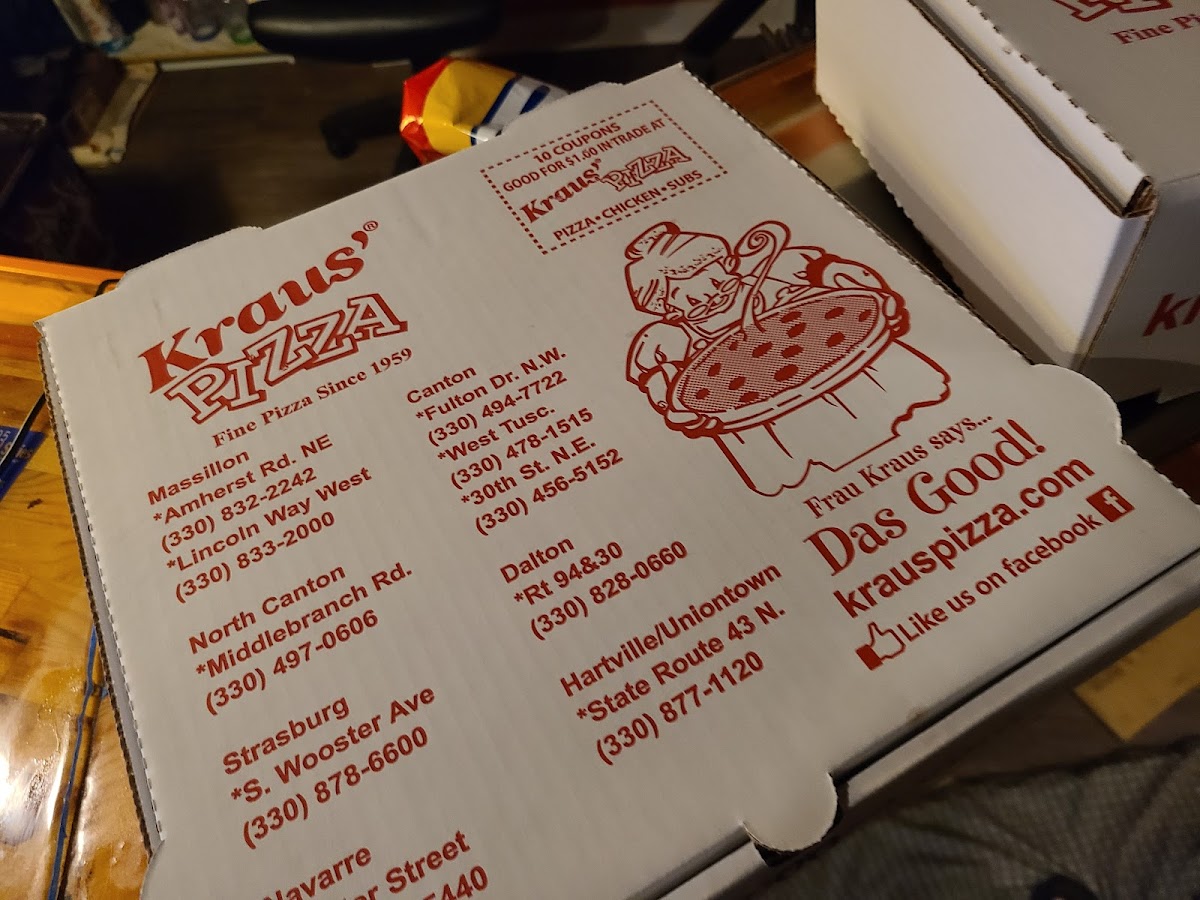 Kraus'®
PIZZA
Fine Pizza Since 1959
Massillon
*Amherst Rd. NE
(330) 832-2242
*Lincoln Way West
(330) 833-2000
North Canton
*Middlebranch Rd.
(330) 497-0606
Strasburg
*S. Wooster Ave
(330) 878-6600
Navarre
Street
Canton
*Fulton Dr. N.W.
(330) 494-7722
*West Tusc.
(330) 478-1515
*30th St. N.E.
(330) 456-5152
Dalton
*Rt 94&30
(330) 828-0660
Hartville/Uniontown
*State Route 43 N.
(330) 877-1120
10 COUPONS
GOOD FOR $1.00 IN TRADE AT
Kraus' PIZZA
PIZZA • CHICKEN • SUBS
Frau Kraus says...
Das Good!
krauspizza.com
Like us on facebook f
Fine